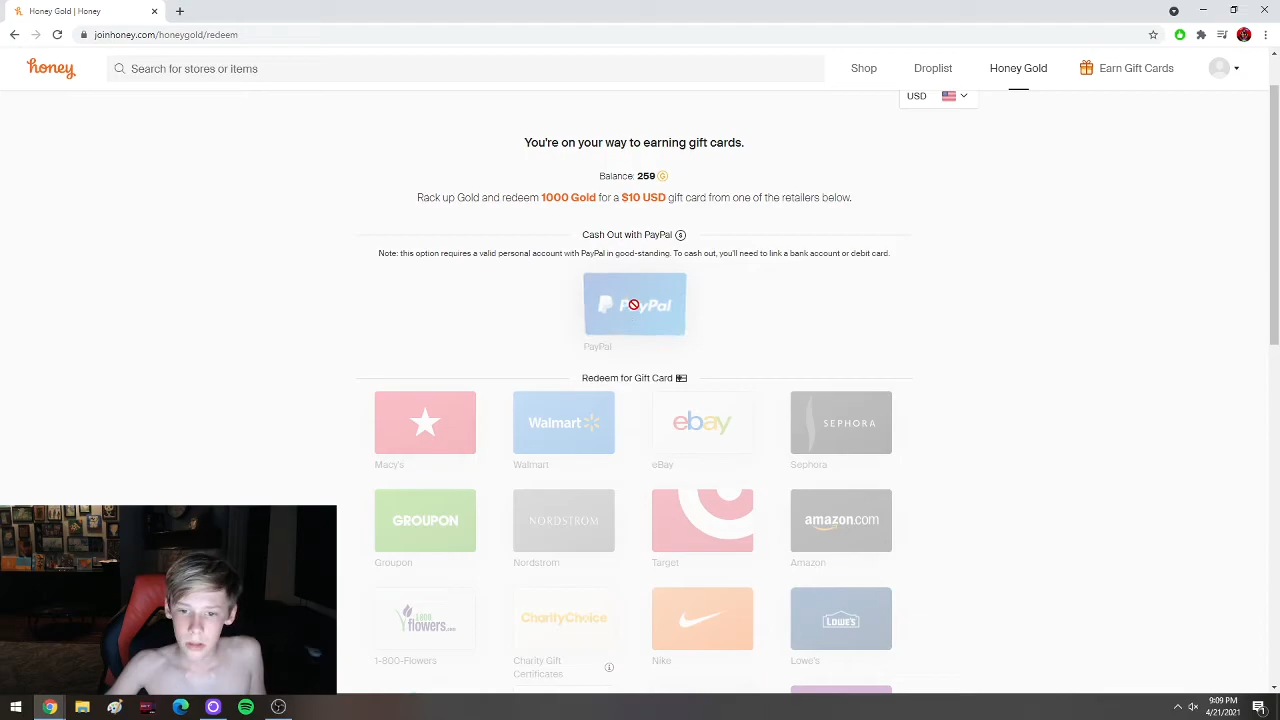 Honey Gold | Honey
joinhoney.com/honeygold/redeem
honey
Search for stores or items
Shop
Droplist
Honey Gold
Earn Gift Cards
USD
You're on your way to earning gift cards.
Balance: 259 G
Rack up Gold and redeem 1000 Gold for a $10 USD gift card from one of the retailers below.
Cash Out with PayPal $
Note: this option requires a valid personal account with PayPal in good-standing. To cash out, you'll need to link a bank account or debit card.
PayPal
PayPal
Redeem for Gift Card
Walmart
ebay
SEPHORA
Macy's
Walmart
eBay
Sephora
GROUPON
NORDSTROM
amazon.com
Groupon
Nordstrom
Target
Amazon
1·800
flowers.com
CharityChoice
LOWE'S
1-800-Flowers
Charity Gift
Certificates
Nike
Lowe's
9:09 PM
4/21/2021